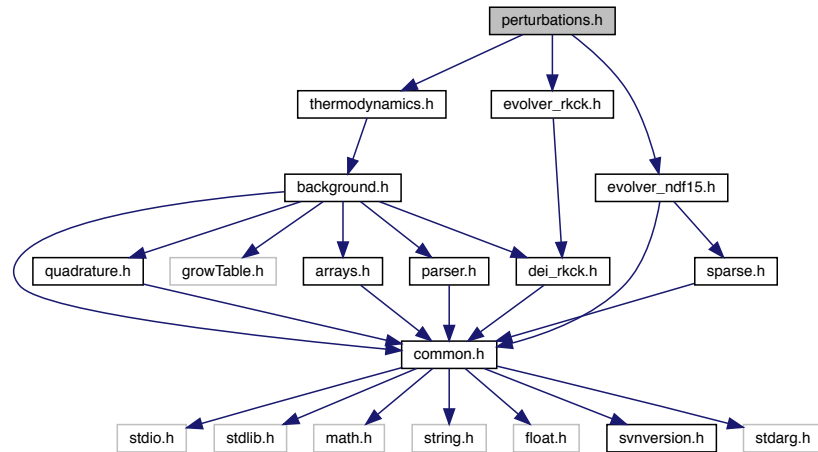 perturbations.h
thermodynamics.h
evolver_rkck.h
background.h
evolver_ndf15.h
quadrature.h
growTable.h
arrays.h
parser.h
dei_rkck.h
sparse.h
common.h
stdio.h
stdlib.h
math.h
string.h
float.h
svnversion.h
stdarg.h